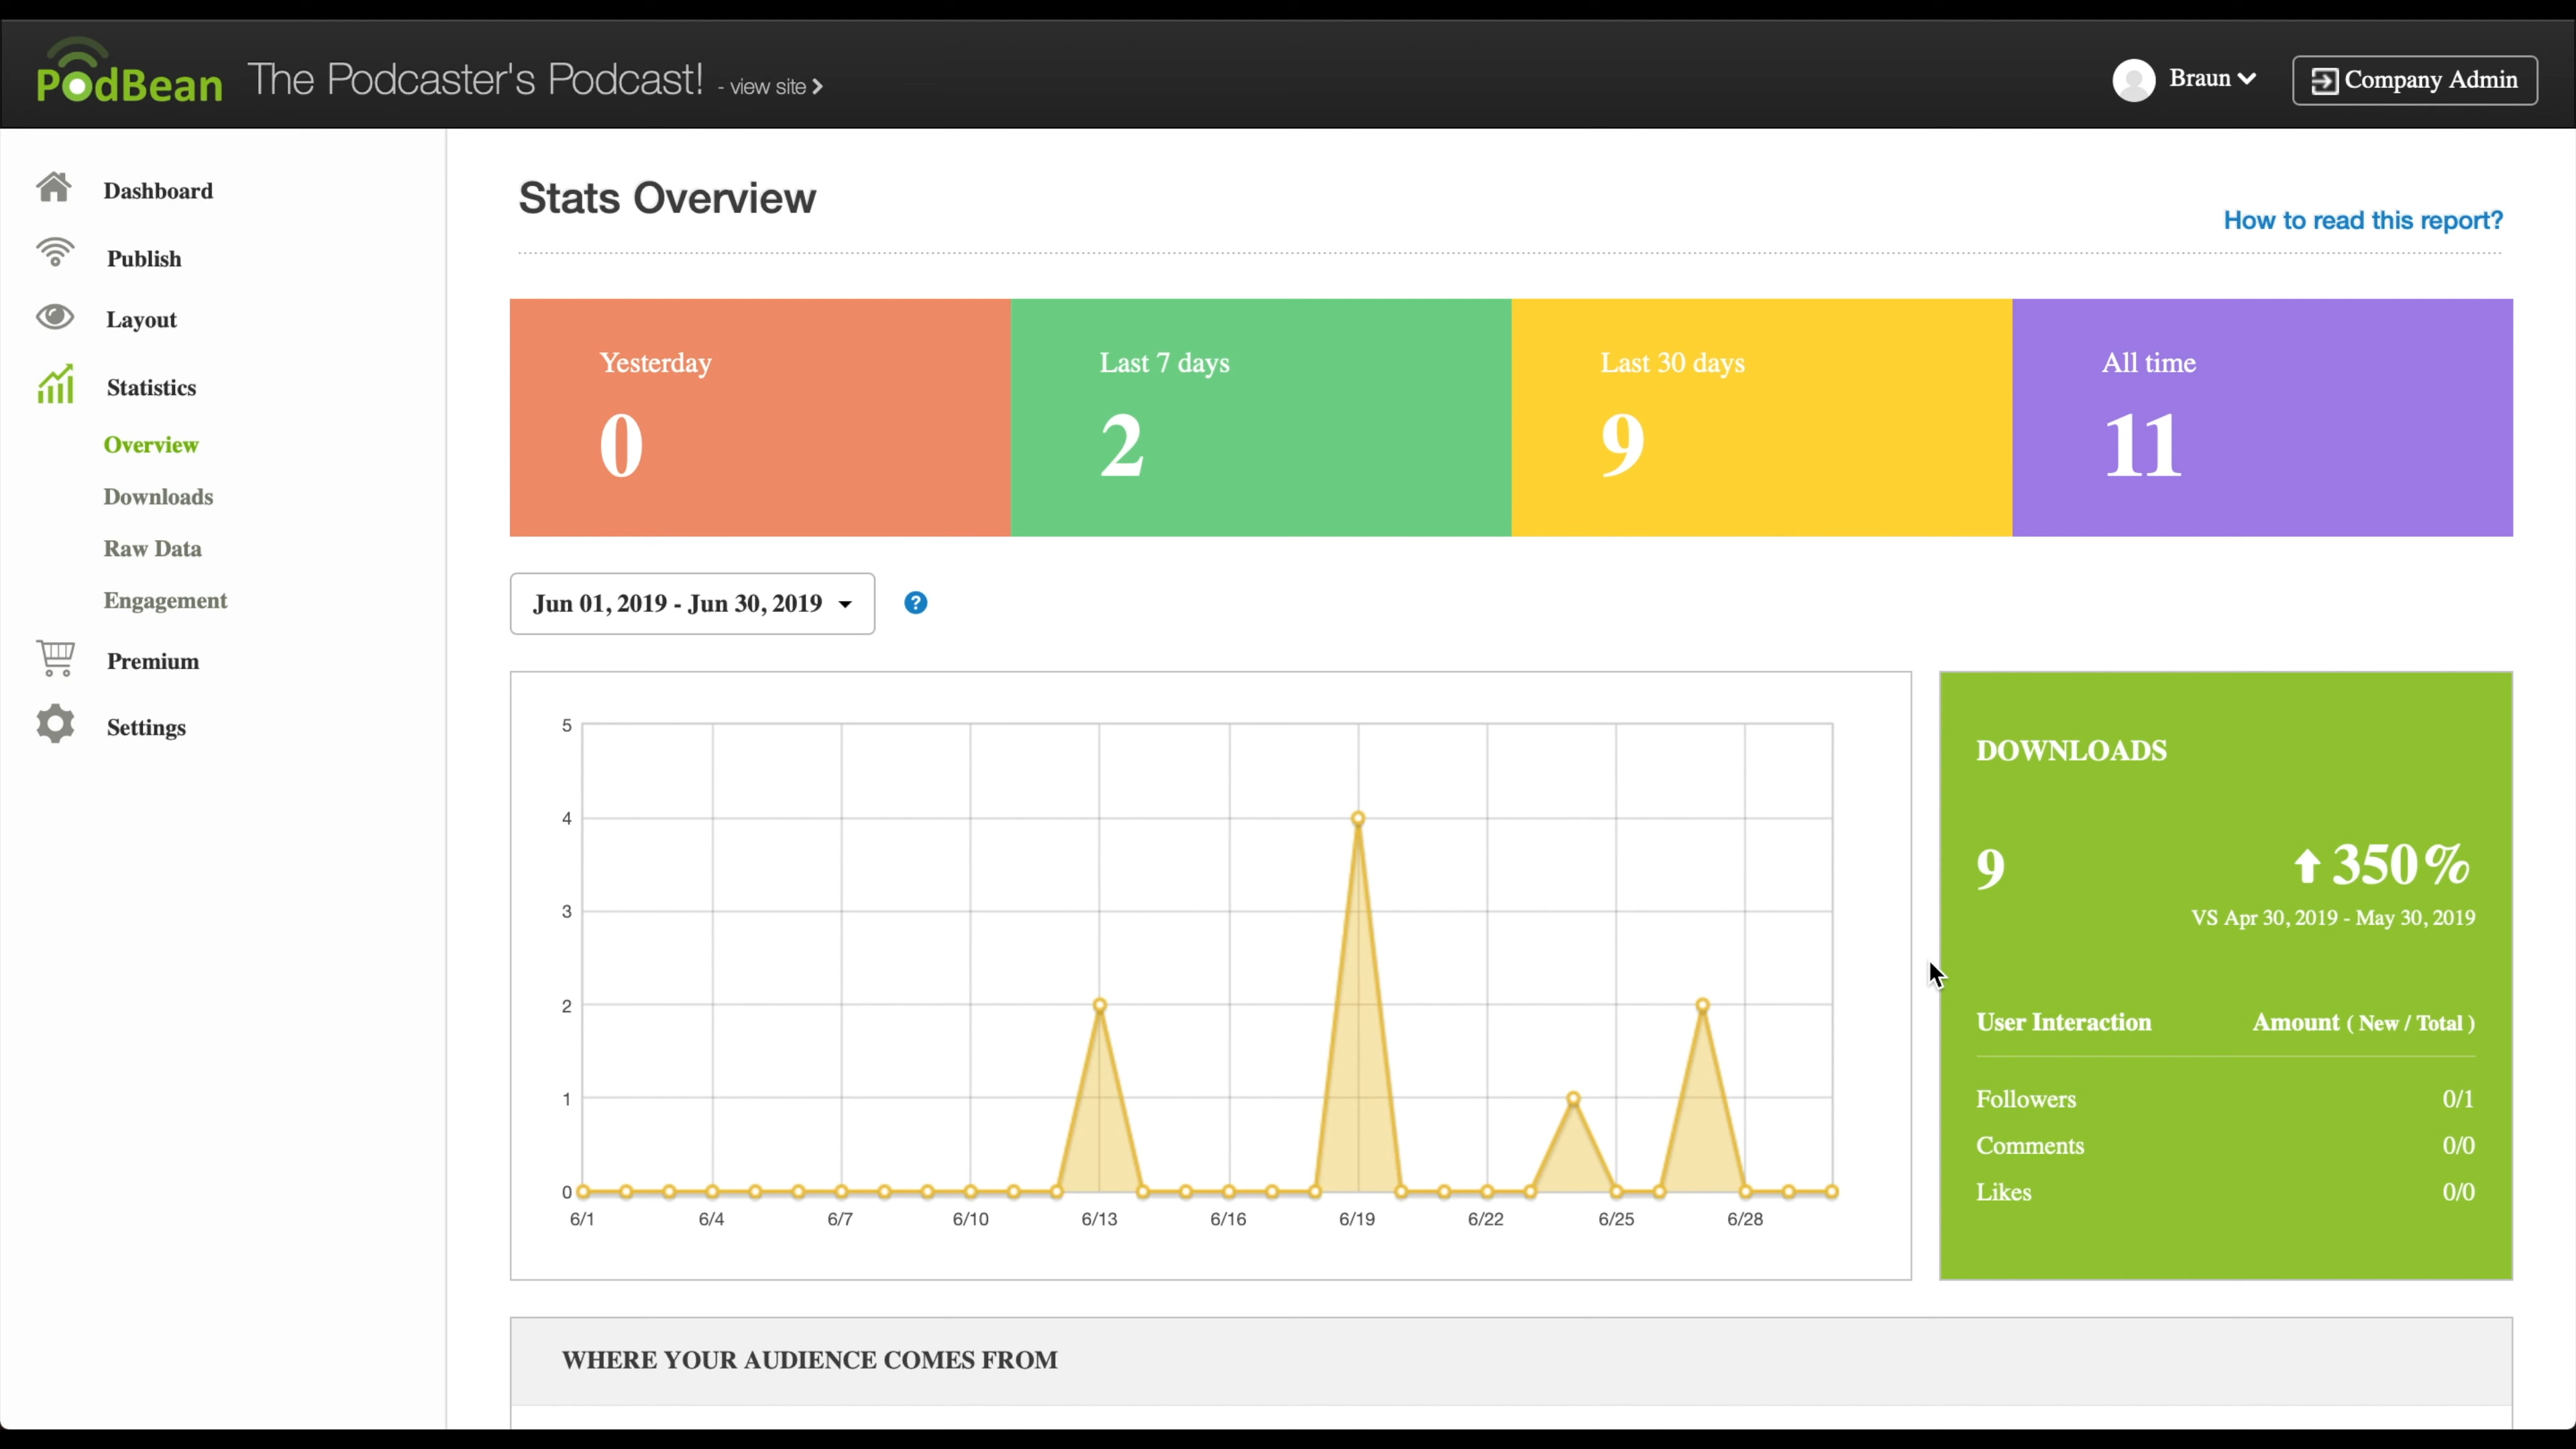 PodBean The Podcaster's Podcast! - view site
Braun
Company Admin
Dashboard
Publish
Layout
Statistics
Overview
Downloads
Raw Data
Engagement
Premium
Settings
Stats Overview
How to read this report?
Yesterday
0
Last 7 days
2
Last 30 days
9
All time
11
Jun 01, 2019 - Jun 30, 2019
?
5
4
3
2
1
0
6/1 6/4 6/7 6/10 6/13 6/16 6/19 6/22 6/25 6/28
DOWNLOADS
9 350%
VS Apr 30, 2019 - May 30, 2019
User Interaction Amount ( New / Total )
Followers 0/1
Comments 0/0
Likes 0/0
WHERE YOUR AUDIENCE COMES FROM